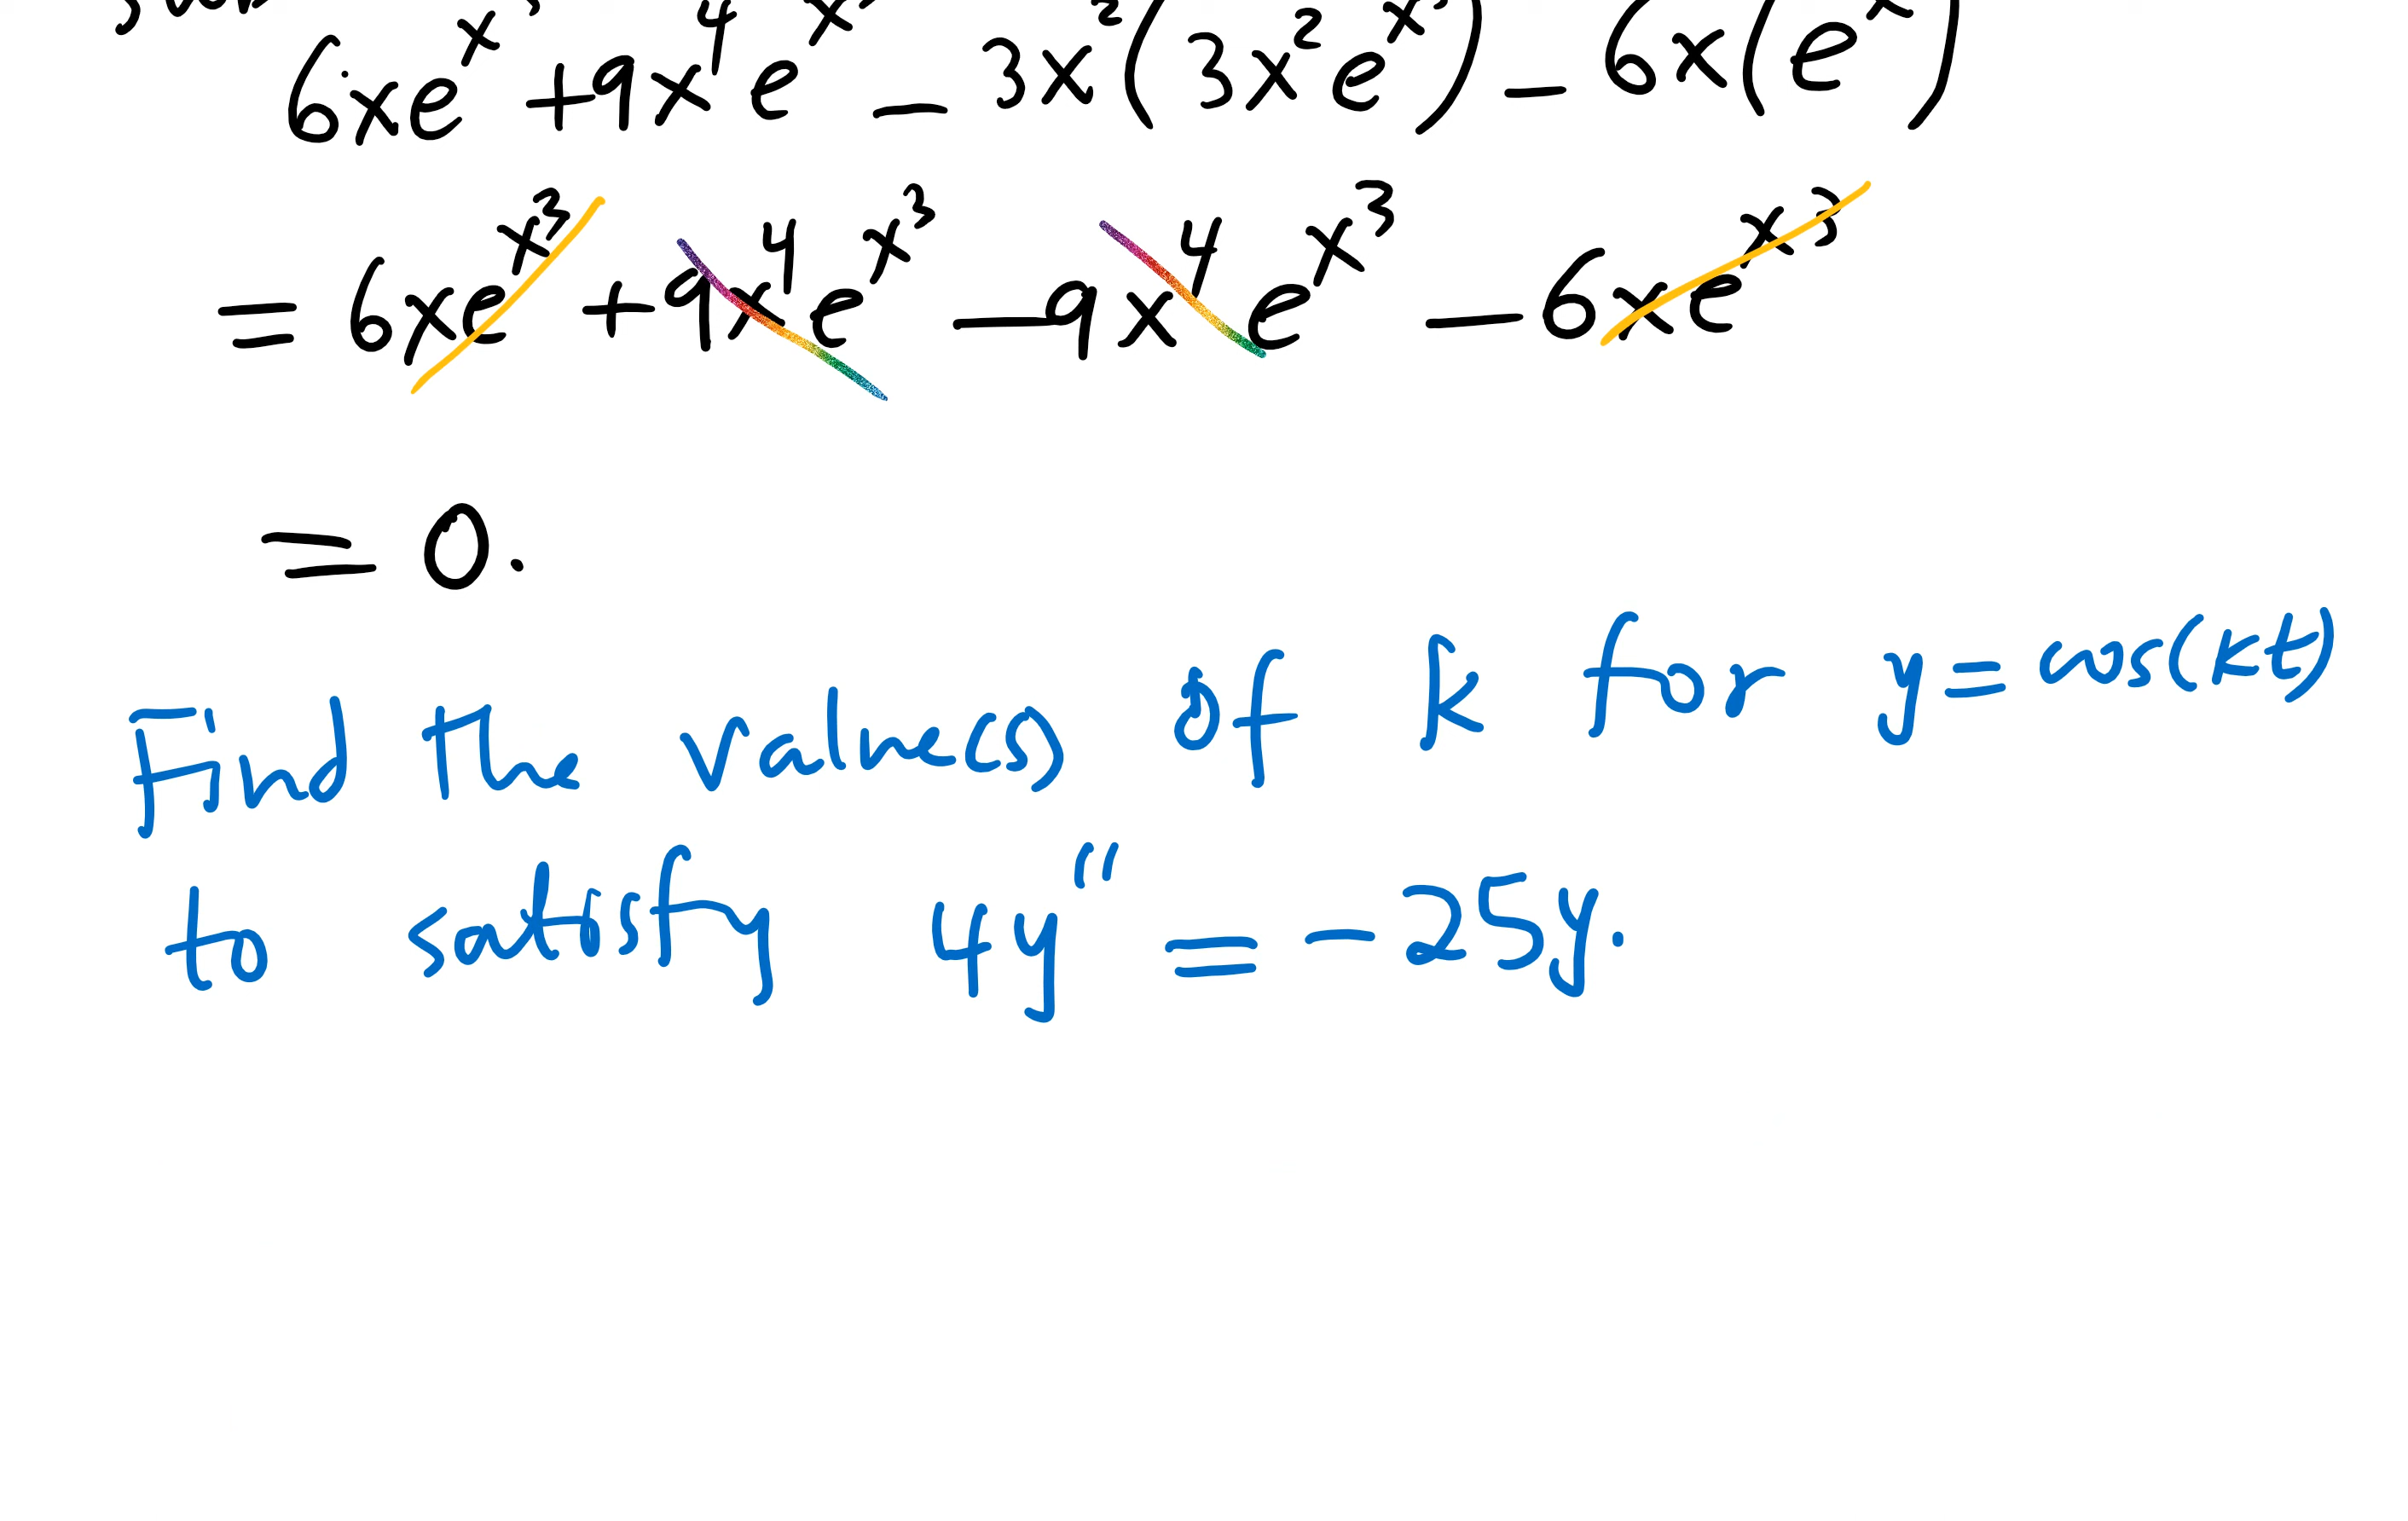 6xe^{x^3} + 9x^4 e^{x^3} - 3x^2(3x^2 e^{x^3}) - 6x(e^{x^3})
= 6xe^{x^3} + 9x^4 e^{x^3} - 9x^4 e^{x^3} - 6xe^{x^3}
= 0.
Find the value(s) of k for y = cos(kt)
to satisfy 4y'' = -25y.